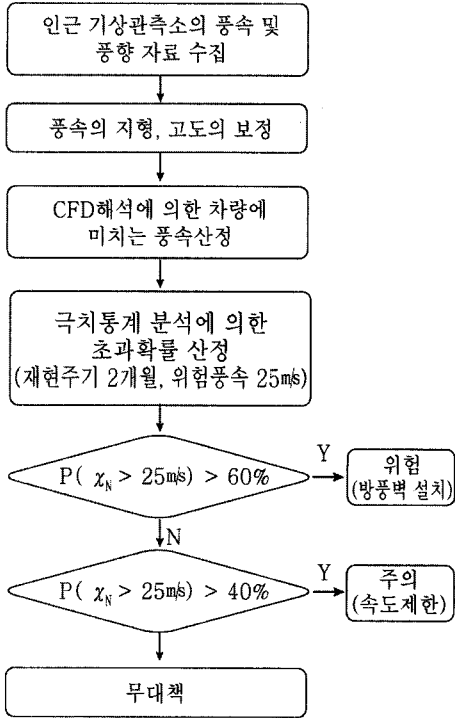 인근 기상관측소의 풍속 및
풍향 자료 수집
풍속의 지형, 고도의 보정
CFD해석에 의한 차량에
미치는 풍속산정
극치통계 분석에 의한
초과확률 산정
(재현주기 2개월, 위험풍속 25㎧)
P( χN > 25㎧) > 60%
Y
위험
(방풍벽 설치)
N
P( χN > 25㎧) > 40%
Y
주의
(속도제한)
무대책